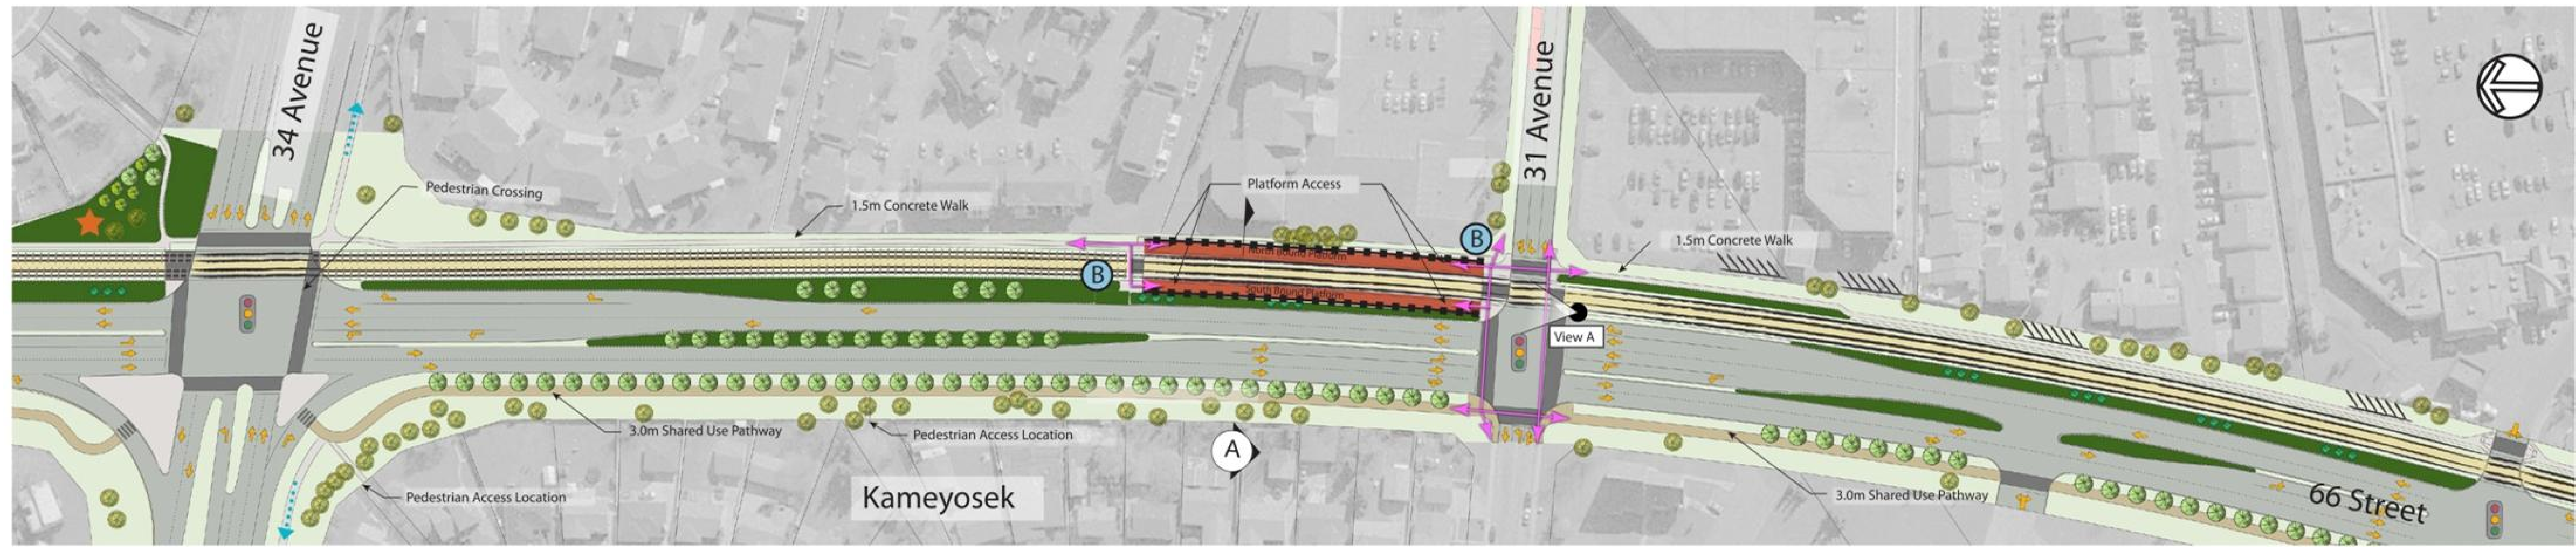 34 Avenue
31 Avenue
Pedestrian Crossing
1.5m Concrete Walk
Platform Access
B
1.5m Concrete Walk
North Bound Platform
B
South Bound Platform
View A
3.0m Shared Use Pathway
Pedestrian Access Location
A
Pedestrian Access Location
Kameyosek
3.0m Shared Use Pathway
66 Street